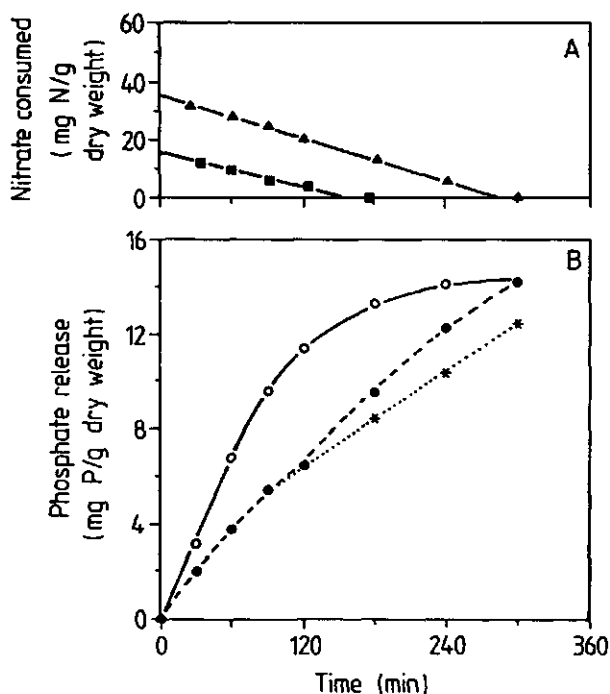 Nitrate consumed
(mg N/g
dry weight)
60
40
20
0
A
Phosphate release
(mg P/g dry weight)
16
12
8
4
0
B
0
120
240
360
Time (min)